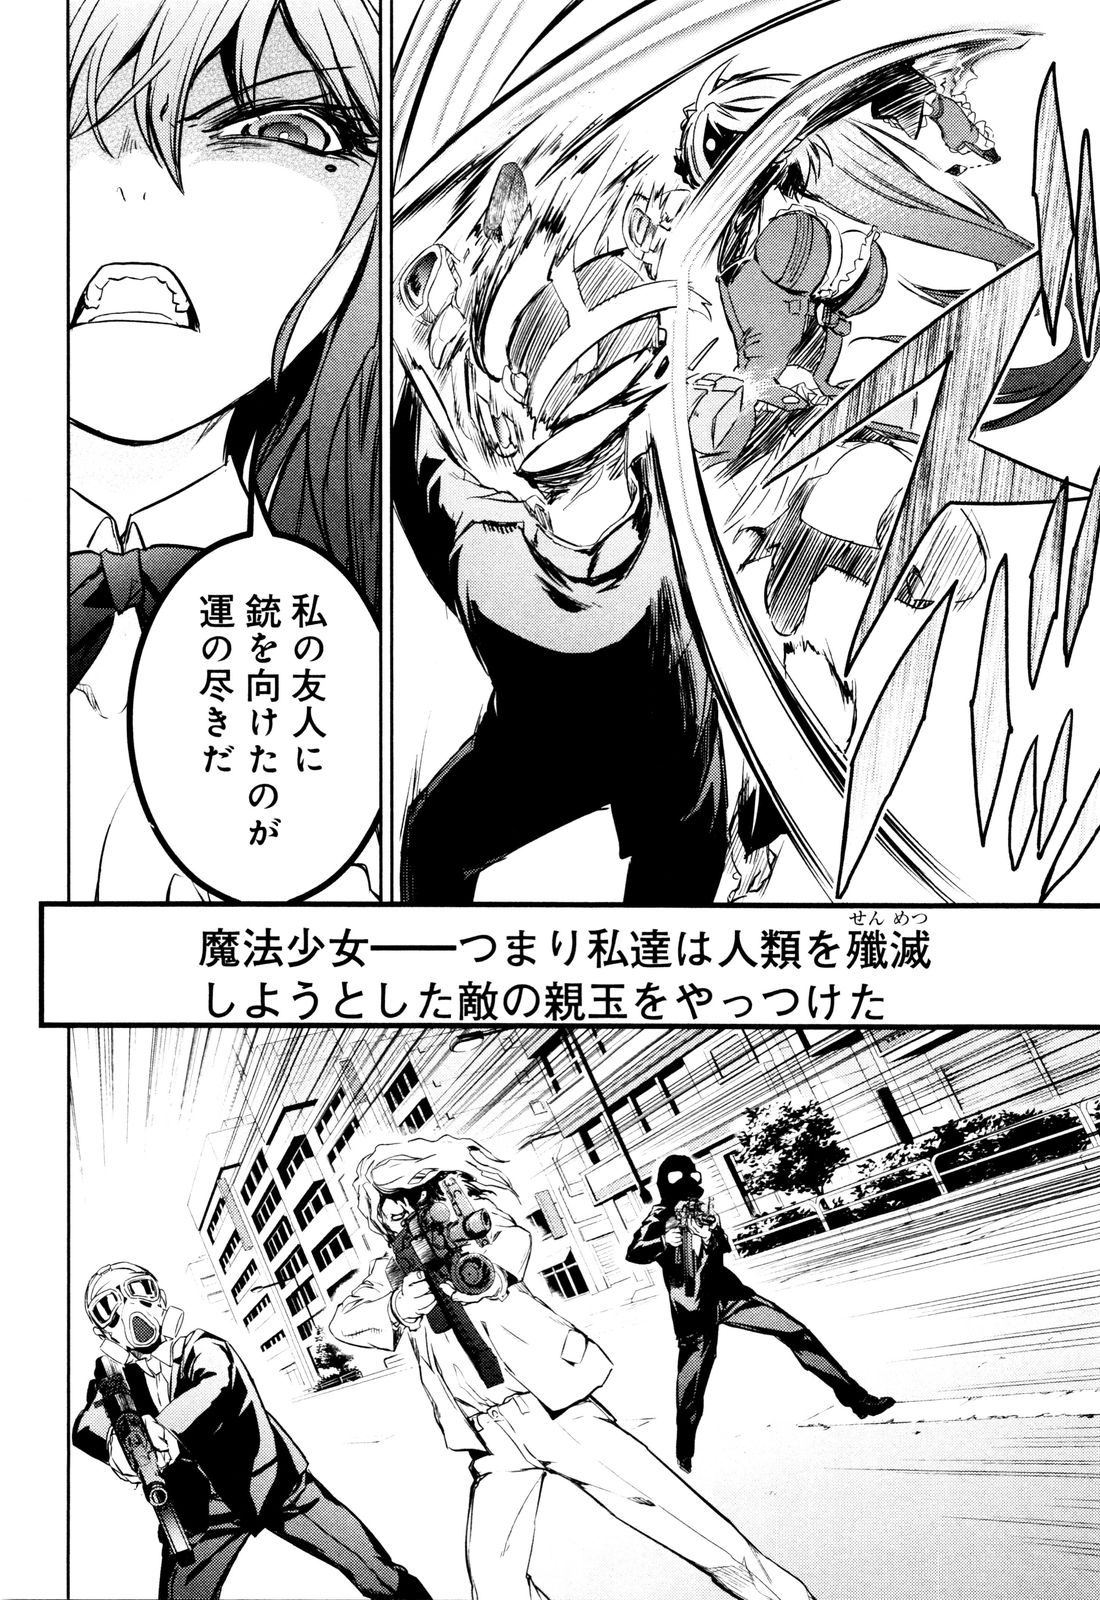 私の友人に
銃を向けたのが
運の尽きだ
せんめつ
魔法少女――つまり私達は人類を殲滅
しようとした敵の親玉をやっつけた